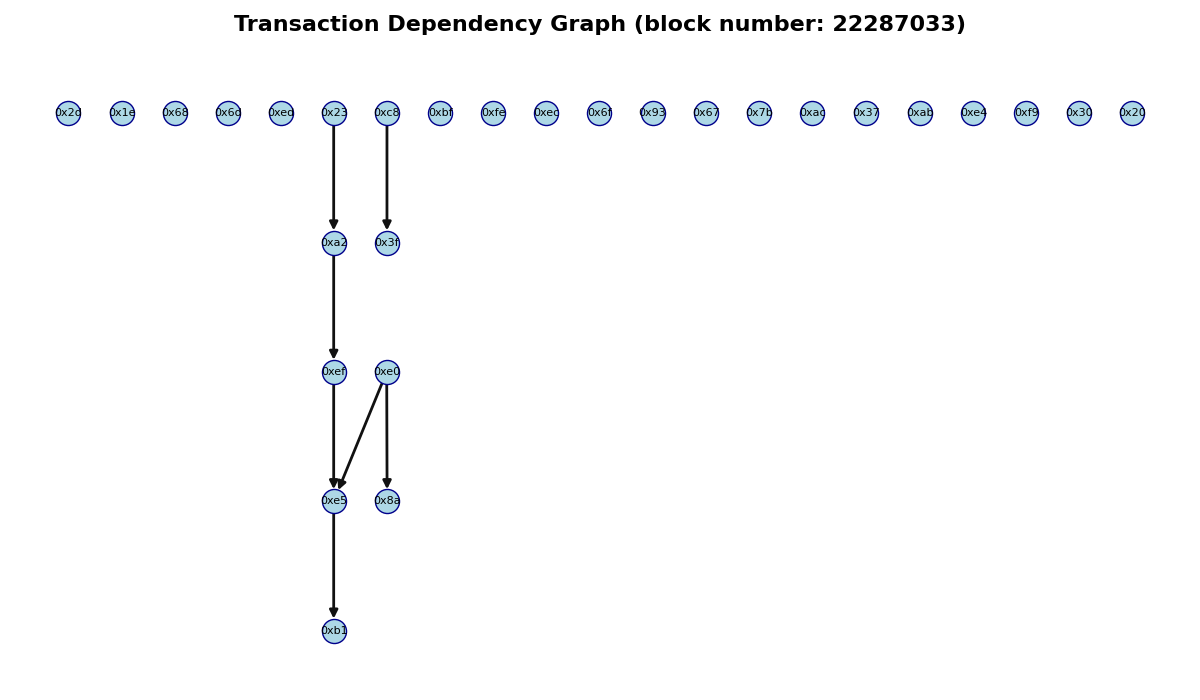 Transaction Dependency Graph (block number: 22287033)
0x2d 0x1e 0x68 0x6d 0xed 0x23 0xc8 0xbf 0xfe 0xec 0x6f 0x93 0x67 0x7b 0xac 0x37 0xab 0xe4 0xf9 0x30 0x20
0xa2 0x3f
0xef 0xe0
0xe5 0x8a
0xb1